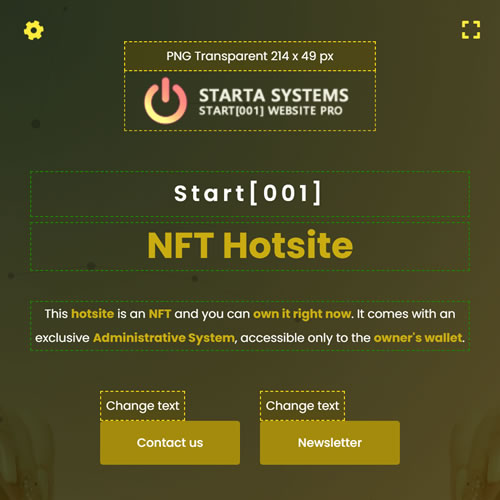 PNG Transparent 214 x 49 px
STARTA SYSTEMS
START[001] WEBSITE PRO
Start[001]
NFT Hotsite
This hotsite is an NFT and you can own it right now. It comes with an
exclusive Administrative System, accessible only to the owner's wallet.
Change text
Change text
Contact us
Newsletter